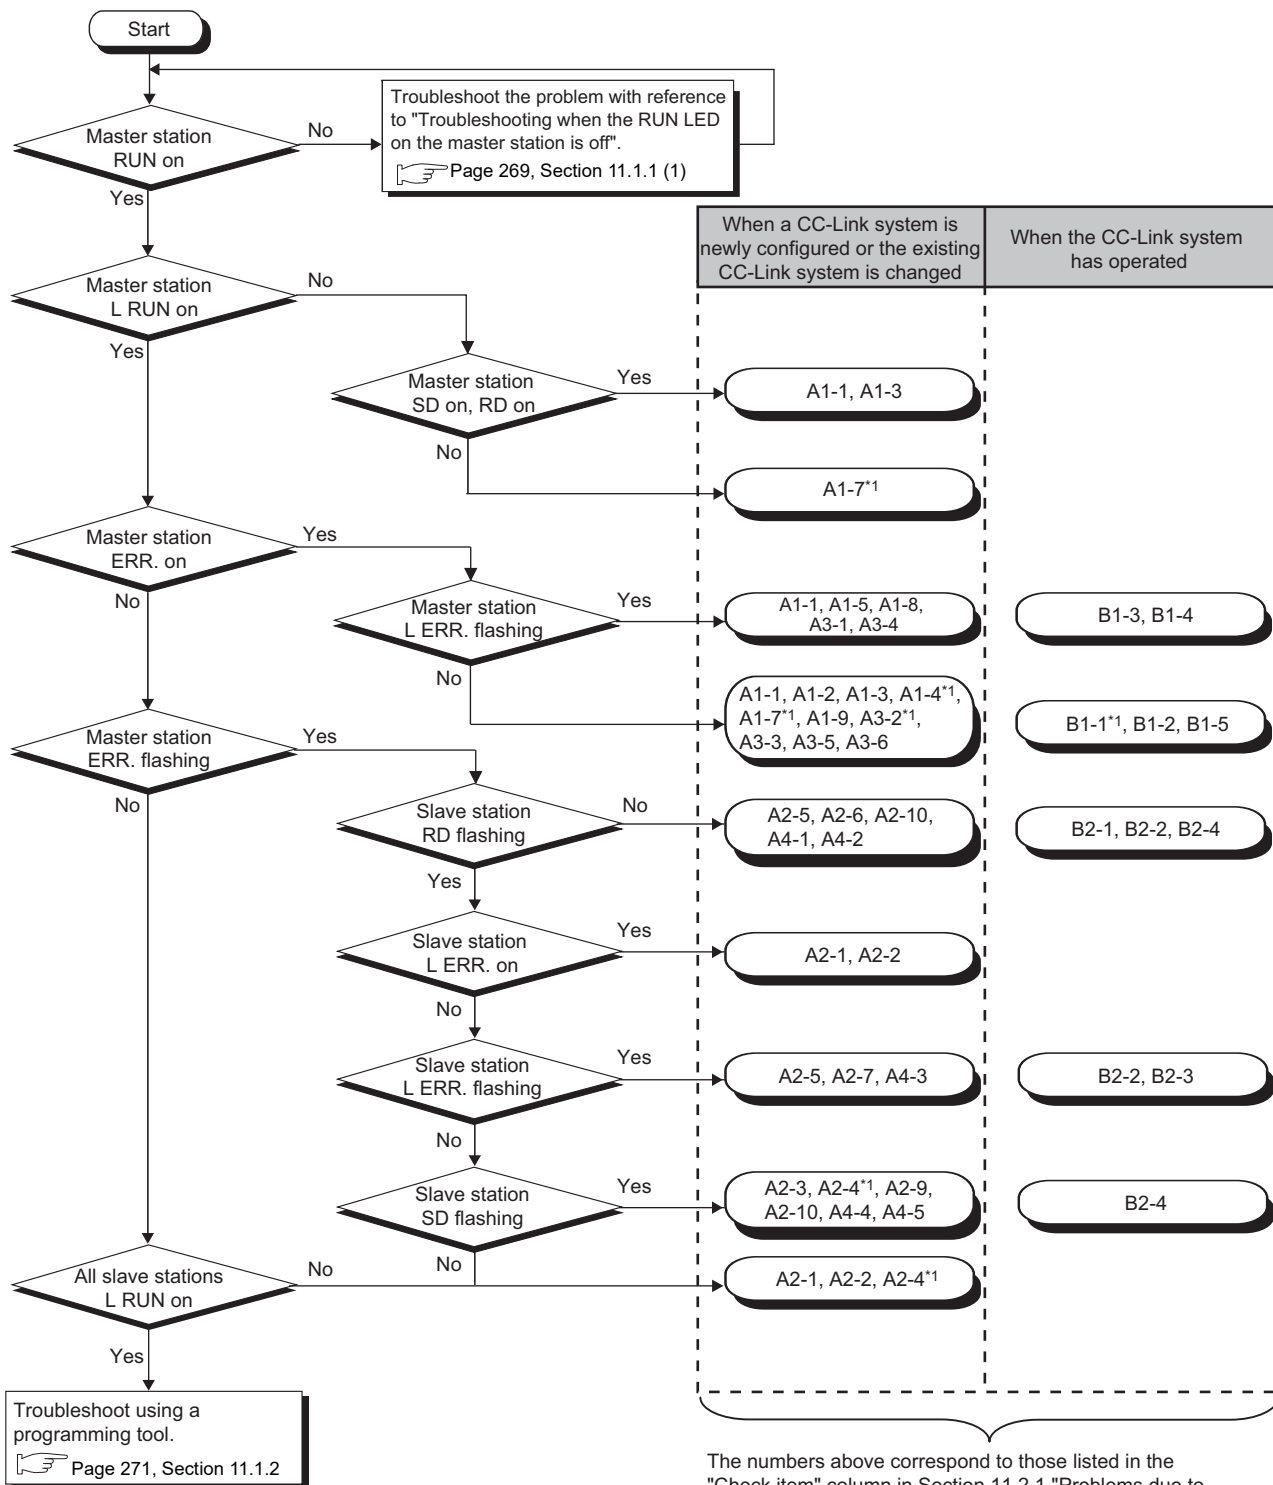 Start
Troubleshoot the problem with reference
to "Troubleshooting when the RUN LED
on the master station is off".
Page 269, Section 11.1.1 (1)
Master station
RUN on
No
Yes
When a CC-Link system is
newly configured or the existing
CC-Link system is changed
When the CC-Link system
has operated
Master station
L RUN on
No
Yes
Master station
SD on, RD on
Yes
A1-1, A1-3
No
A1-7*1
Master station
ERR. on
Yes
No
Master station
L ERR. flashing
Yes
A1-1, A1-5, A1-8,
A3-1, A3-4
B1-3, B1-4
No
A1-1, A1-2, A1-3, A1-4*1,
A1-7*1, A1-9, A3-2*1,
A3-3, A3-5, A3-6
B1-1*1, B1-2, B1-5
Master station
ERR. flashing
Yes
No
Slave station
RD flashing
No
A2-5, A2-6, A2-10,
A4-1, A4-2
B2-1, B2-2, B2-4
Yes
Slave station
L ERR. on
Yes
A2-1, A2-2
No
Slave station
L ERR. flashing
Yes
A2-5, A2-7, A4-3
B2-2, B2-3
No
Slave station
SD flashing
Yes
A2-3, A2-4*1, A2-9,
A2-10, A4-4, A4-5
B2-4
No
All slave stations
L RUN on
No
A2-1, A2-2, A2-4*1
Yes
Troubleshoot using a
programming tool.
Page 271, Section 11.1.2
The numbers above correspond to those listed in the
"Check item" column in Section 11.2.1 "Problems due to